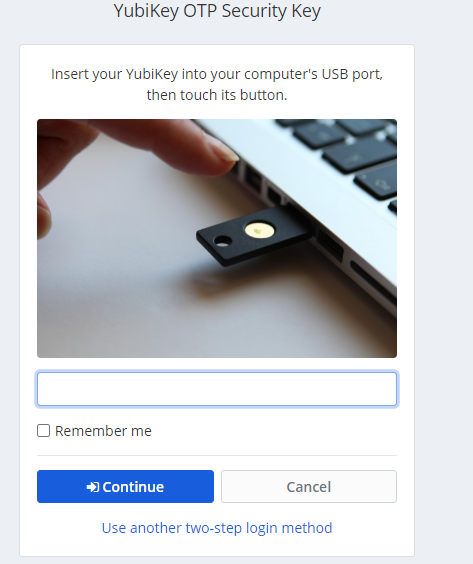 YubiKey OTP Security Key
Insert your YubiKey into your computer's USB port,
then touch its button.
Remember me
Continue
Cancel
Use another two-step login method